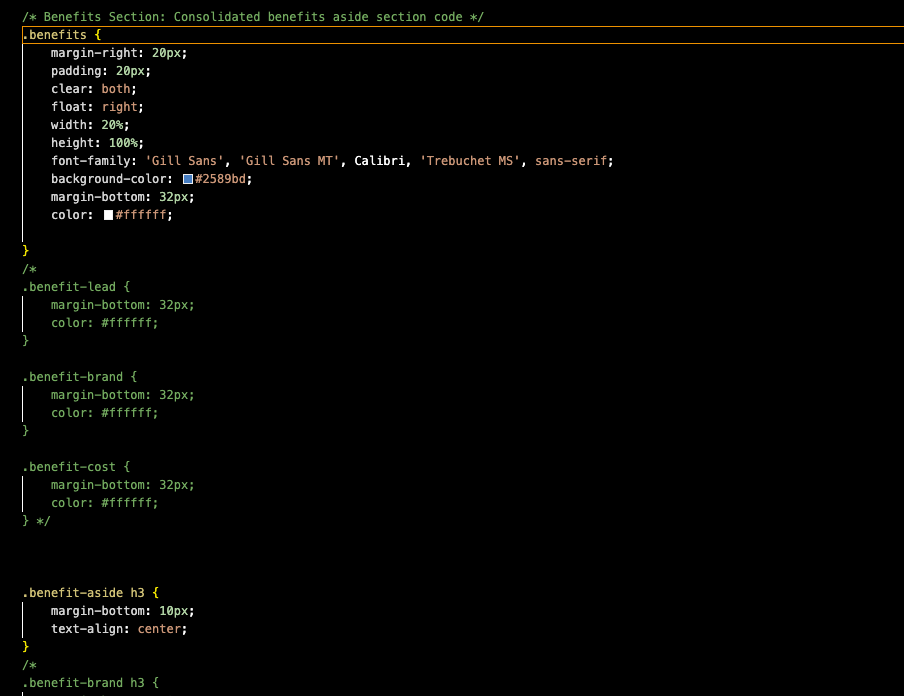 /* Benefits Section: Consolidated benefits aside section code */
.benefits {
    margin-right: 20px;
    padding: 20px;
    clear: both;
    float: right;
    width: 20%;
    height: 100%;
    font-family: 'Gill Sans', 'Gill Sans MT', Calibri, 'Trebuchet MS', sans-serif;
    background-color: #2589bd;
    margin-bottom: 32px;
    color: #ffffff;
}
/*
.benefit-lead {
    margin-bottom: 32px;
    color: #ffffff;
}
.benefit-brand {
    margin-bottom: 32px;
    color: #ffffff;
}
.benefit-cost {
    margin-bottom: 32px;
    color: #ffffff;
} */
.benefit-aside h3 {
    margin-bottom: 10px;
    text-align: center;
}
/*
.benefit-brand h3 {